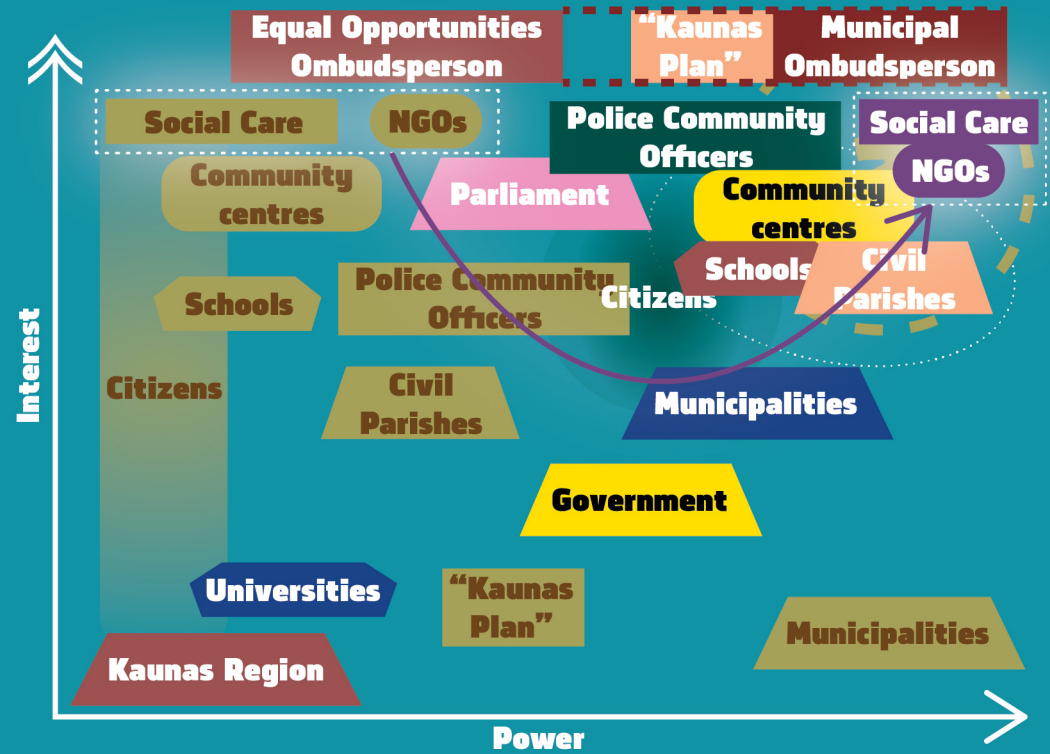 Equal Opportunities
Ombudsperson
“Kaunas
Plan”
Municipal
Ombudsperson
Social Care
NGOs
Police Community
Officers
Social Care
NGOs
Community
centres
Parliament
Community
centres
Schools
Police Community
Officers
Citizens
Schools
Civil
Parishes
Citizens
Civil
Parishes
Municipalities
Government
Universities
“Kaunas
Plan”
Municipalities
Kaunas Region
Interest
Power